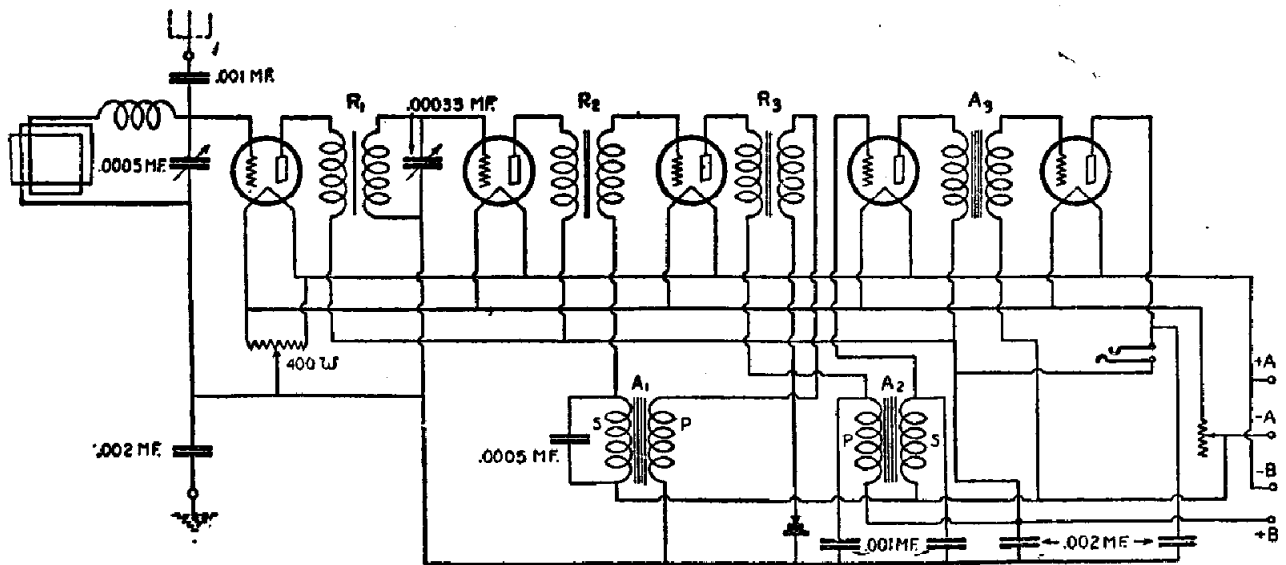 .001 MF.
R₁
.00033 MF.
R₂
R₃
A₃
.0005 MF.
400 ω
A₁
A₂
+A
S
P
P
S
-A
.002 MF.
.0005 MF.
-B
+B
.001 MF.
.002 MF.